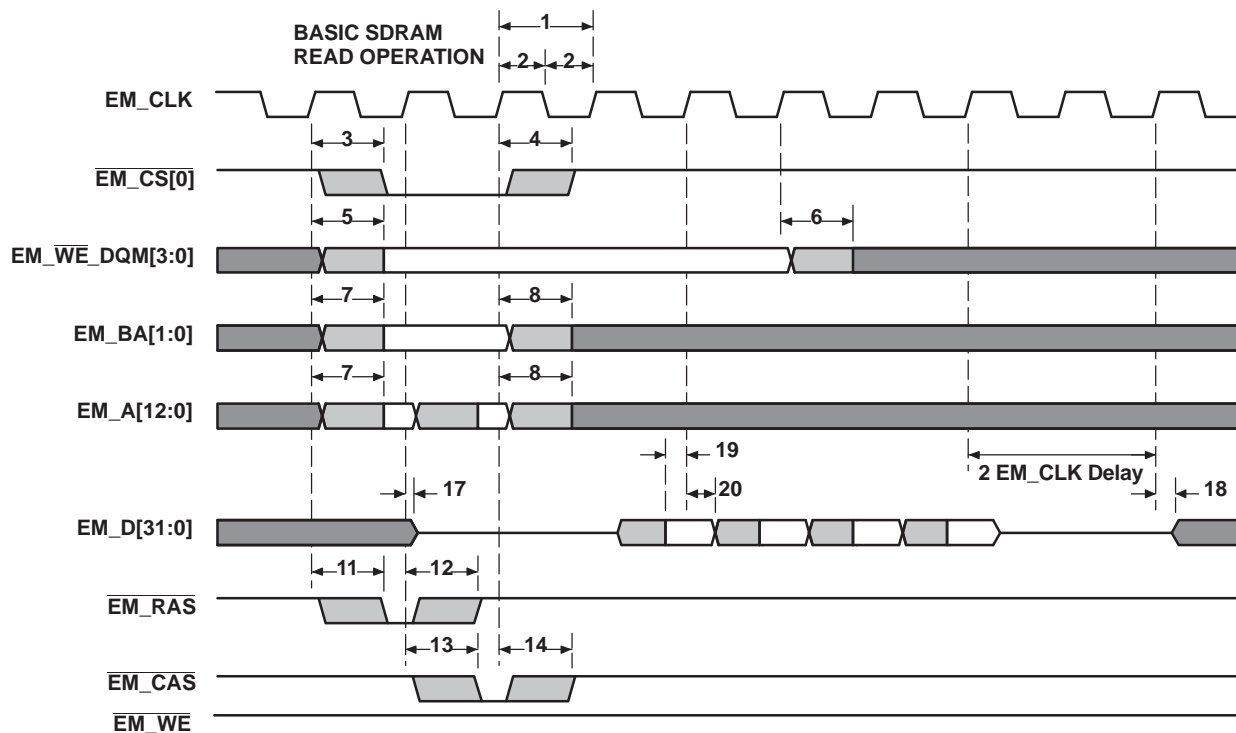 BASIC SDRAM
READ OPERATION
1
2 2
EM_CLK
3 4
EM_CS[0]
5 6
EM_WE_DQM[3:0]
7 8
EM_BA[1:0]
7 8
EM_A[12:0]
19
2 EM_CLK Delay
17 20 18
EM_D[31:0]
11 12
EM_RAS
13 14
EM_CAS
EM_WE